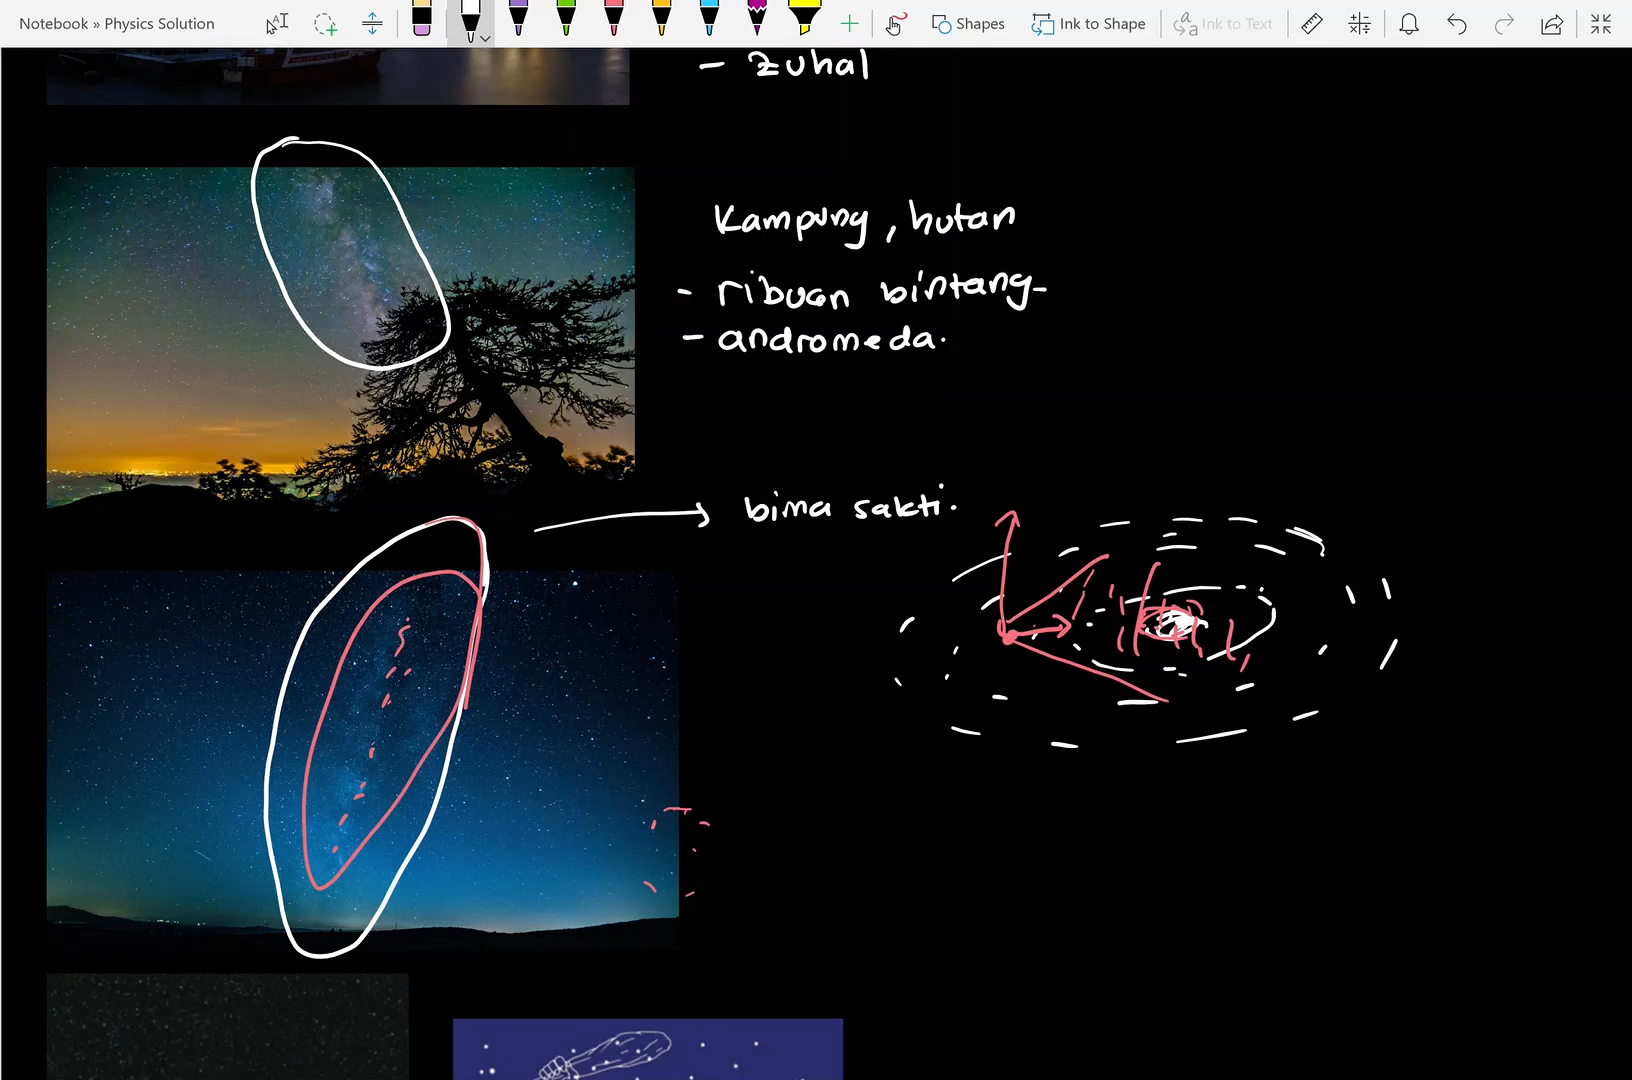 Notebook » Physics Solution
Shapes
Ink to Shape
Ink to Text
- zuhal
Kampung, hutan
- ribuan bintang-
- andromeda.
bima sakti.